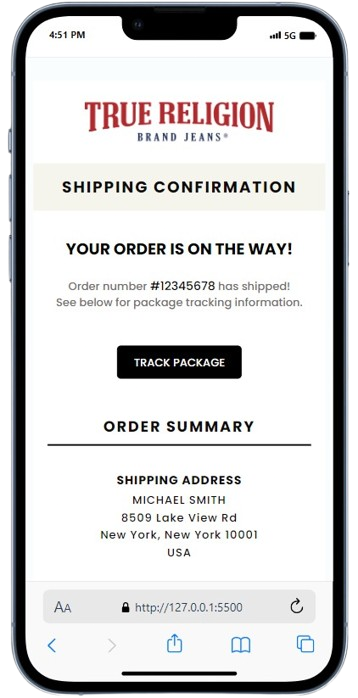 4:51 PM
5G
TRUE RELIGION
BRAND JEANS®
SHIPPING CONFIRMATION
YOUR ORDER IS ON THE WAY!
Order number #12345678 has shipped!
See below for package tracking information.
TRACK PACKAGE
ORDER SUMMARY
SHIPPING ADDRESS
MICHAEL SMITH
8509 Lake View Rd
New York, New York 10001
USA
AA
http://127.0.0.1:5500